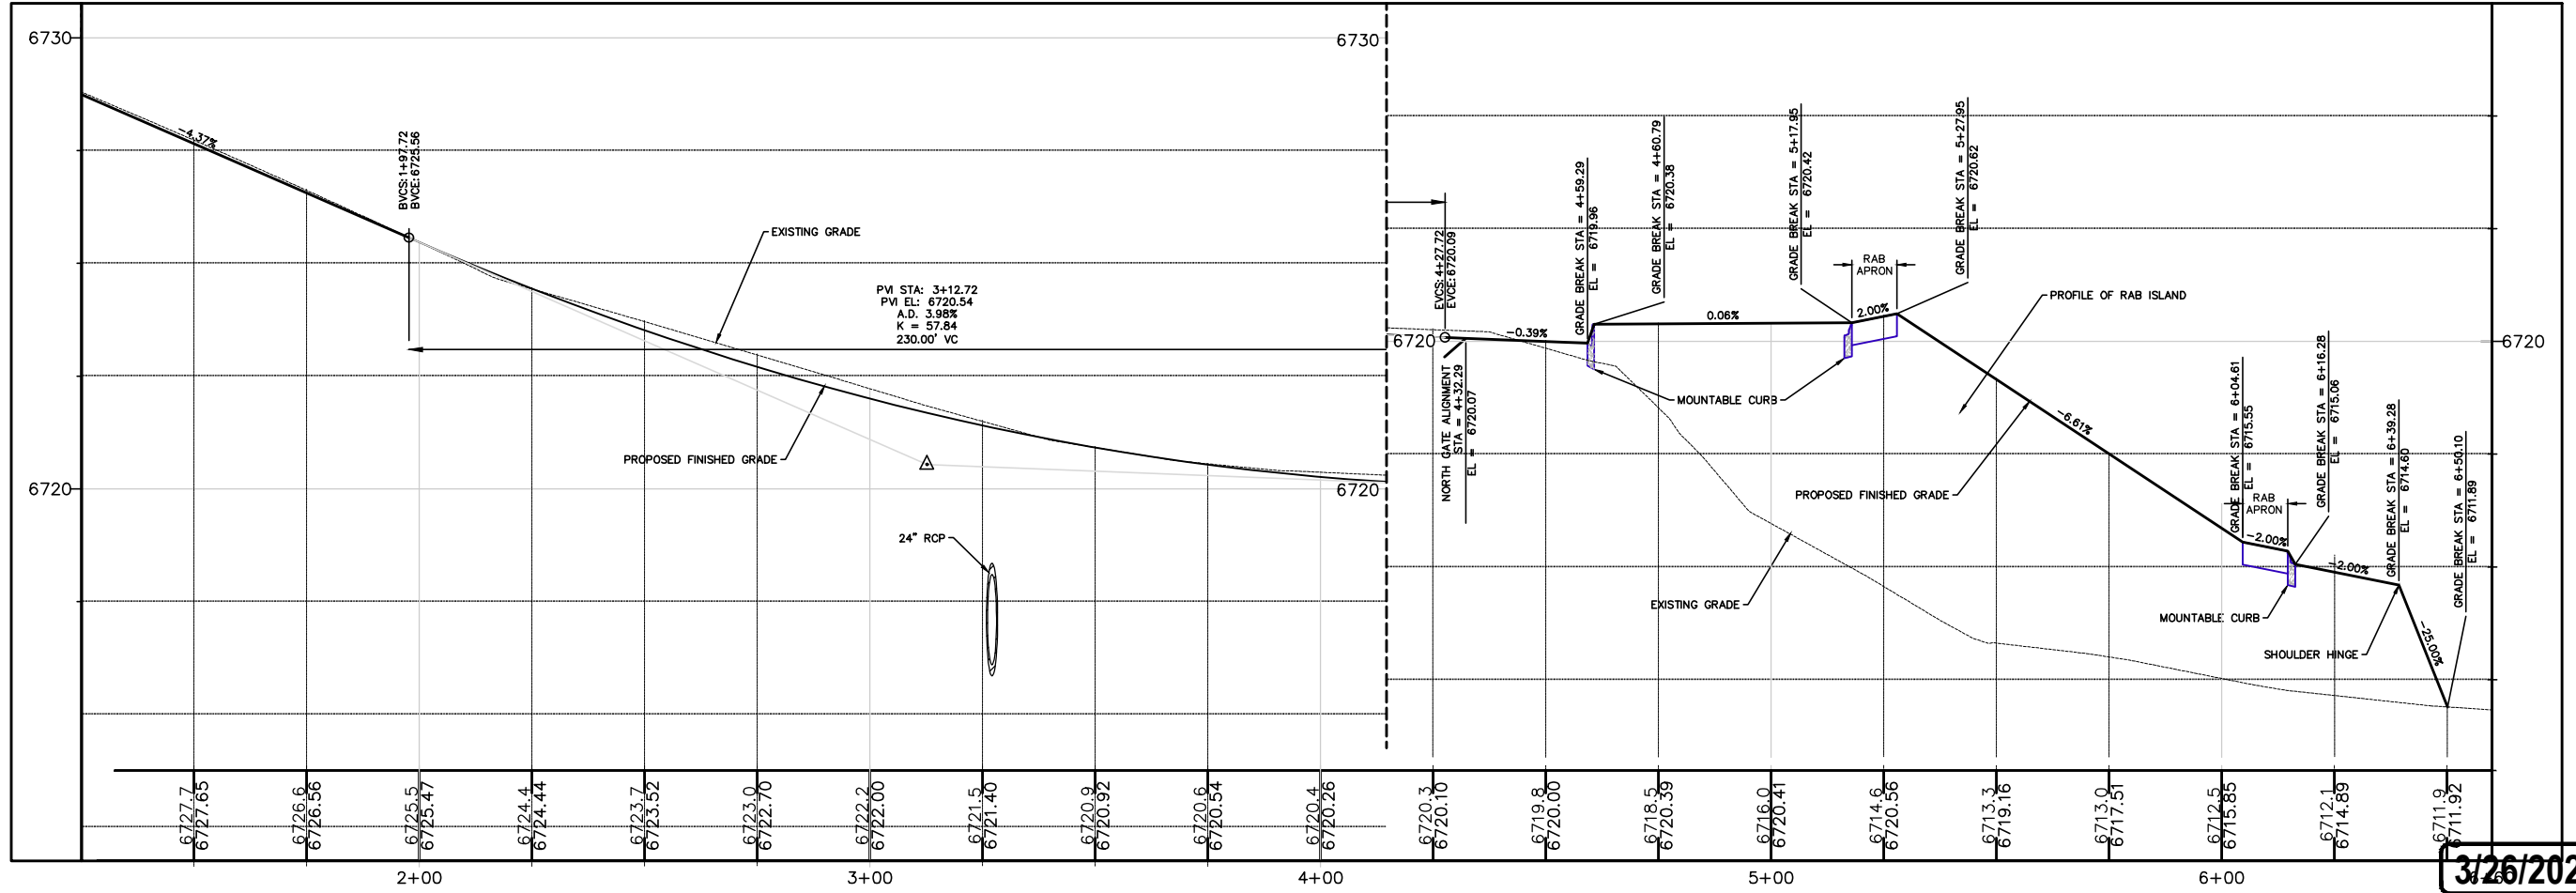 6730
6730
-4.37%
BVCS: 1+97.72
BVCE: 6725.56
EXISTING GRADE
PVI STA: 3+12.72
PVI EL: 6720.54
A.D. 3.98%
K = 57.84
230.00' VC
PROPOSED FINISHED GRADE
6720
6720
24" RCP
EVCS: 4+27.72
EVCE: 6720.09
6720
-0.39%
NORTH GATE ALIGNMENT
STA = 4+32.29
EL = 6720.07
GRADE BREAK STA = 4+59.29
EL = 6719.96
GRADE BREAK STA = 4+60.79
EL = 6720.38
0.06%
GRADE BREAK STA = 5+17.95
EL = 6720.42
RAB
APRON
2.00%
GRADE BREAK STA = 5+27.95
EL = 6720.62
PROFILE OF RAB ISLAND
6720
MOUNTABLE CURB
-6.61%
PROPOSED FINISHED GRADE
EXISTING GRADE
GRADE BREAK STA = 6+04.61
EL = 6715.55
RAB
APRON
-2.00%
GRADE BREAK STA = 6+16.28
EL = 6715.06
-2.00%
MOUNTABLE CURB
GRADE BREAK STA = 6+39.28
EL = 6714.60
SHOULDER HINGE
-25.00%
GRADE BREAK STA = 6+50.10
EL = 6711.89
6727.7
6727.65
6726.6
6726.56
6725.5
6725.47
6724.4
6724.44
6723.7
6723.52
6723.0
6722.70
6722.2
6722.00
6721.5
6721.40
6720.9
6720.92
6720.6
6720.54
6720.4
6720.26
6720.3
6720.10
6719.8
6720.00
6718.5
6720.39
6716.0
6720.41
6714.6
6720.56
6713.3
6719.16
6713.0
6717.51
6712.5
6715.85
6712.1
6714.89
6711.9
6711.92
2+00
3+00
4+00
5+00
6+00
3/26/202